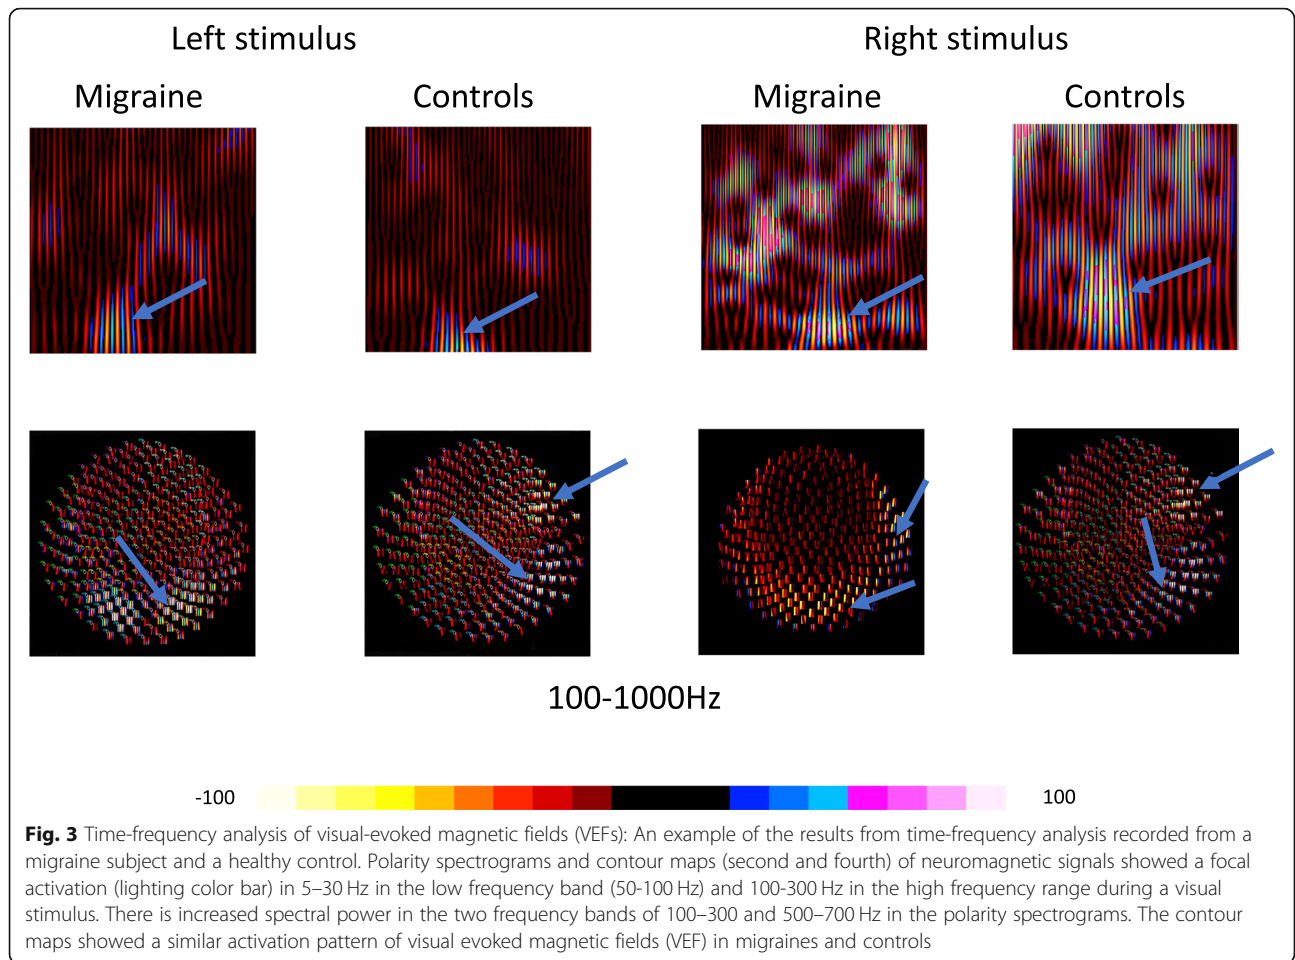 Left stimulus
Right stimulus
Migraine
Controls
Migraine
Controls
100-1000Hz
-100
100
Fig. 3 Time-frequency analysis of visual-evoked magnetic fields (VEFs): An example of the results from time-frequency analysis recorded from a
migraine subject and a healthy control. Polarity spectrograms and contour maps (second and fourth) of neuromagnetic signals showed a focal
activation (lighting color bar) in 5–30 Hz in the low frequency band (50-100 Hz) and 100-300 Hz in the high frequency range during a visual
stimulus. There is increased spectral power in the two frequency bands of 100–300 and 500–700 Hz in the polarity spectrograms. The contour
maps showed a similar activation pattern of visual evoked magnetic fields (VEF) in migraines and controls